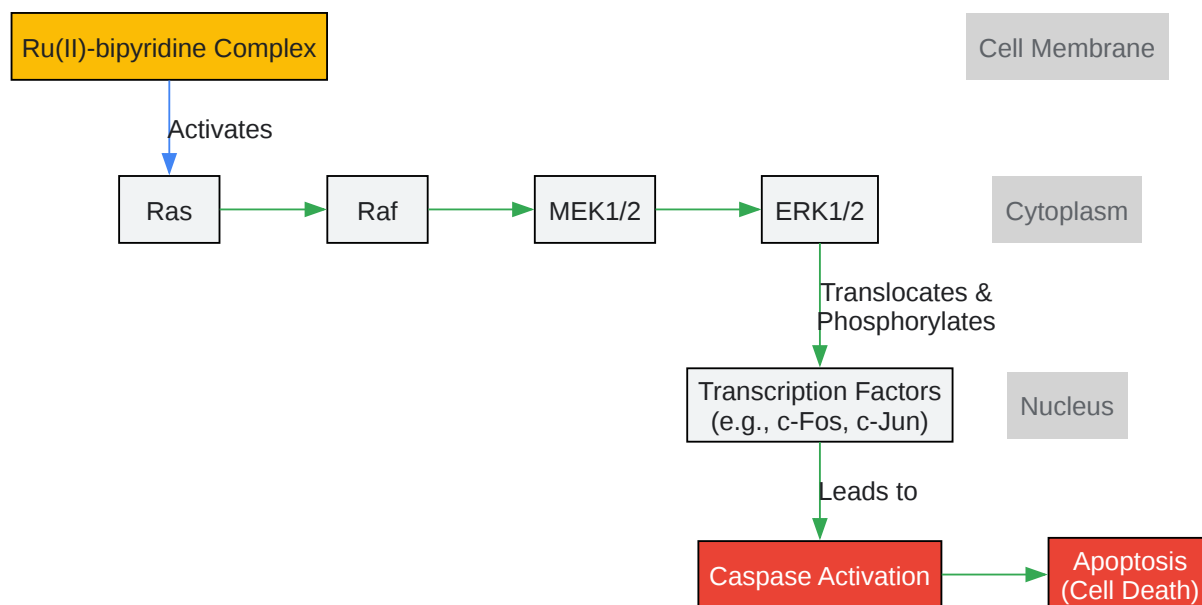 Ru(II)-bipyridine Complex
Cell Membrane
Activates
Ras
Raf
MEK1/2
ERK1/2
Cytoplasm
Translocates &
Phosphorylates
Transcription Factors
(e.g., c-Fos, c-Jun)
Nucleus
Leads to
Caspase Activation
Apoptosis
(Cell Death)